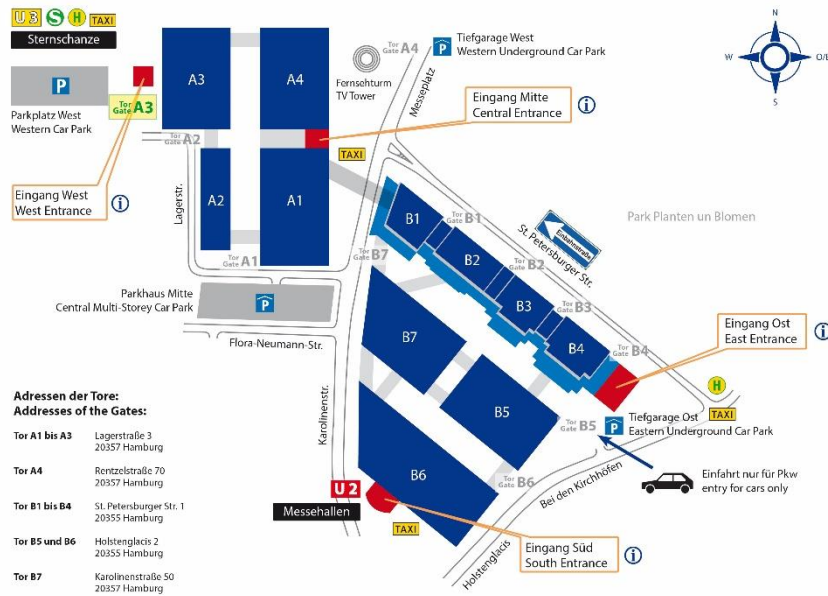 U3 S H TAXI
Sternschanze
P
Parkplatz West
Western Car Park
Tor
Gate A3
Eingang West
West Entrance
i
A3
A4
Tor
Gate A2
A2
A1
Lagerstr.
Tor
Gate A1
Fernsehturm
TV Tower
Tor
Gate A4
Messeplatz
P
Tiefgarage West
Western Underground Car Park
Eingang Mitte
Central Entrance
i
TAXI
N
W
O/E
S
Parkhaus Mitte
Central Multi-Storey Car Park
P
Flora-Neumann-Str.
Karolinenstr.
Tor
Gate B7
B1
Tor
Gate B1
B2
Tor
Gate B2
B3
Tor
Gate B3
B4
Tor
Gate B4
Einbahnstraße
St. Petersburger Str.
Park Planten un Blomen
Eingang Ost
East Entrance
i
H
TAXI
B7
B5
B6
Tor
Gate B5
P
Tiefgarage Ost
Eastern Underground Car Park
Tor
Gate B6
Einfahrt nur für Pkw
entry for cars only
Bei den Kirchhöfen
Holstenglacis
U2
Messehallen
TAXI
Eingang Süd
South Entrance
i
Adressen der Tore:
Addresses of the Gates:
Tor A1 bis A3 Lagerstraße 3
20357 Hamburg
Tor A4 Rentzelstraße 70
20357 Hamburg
Tor B1 bis B4 St. Petersburger Str. 1
20355 Hamburg
Tor B5 und B6 Holstenglacis 2
20355 Hamburg
Tor B7 Karolinenstraße 50
20357 Hamburg